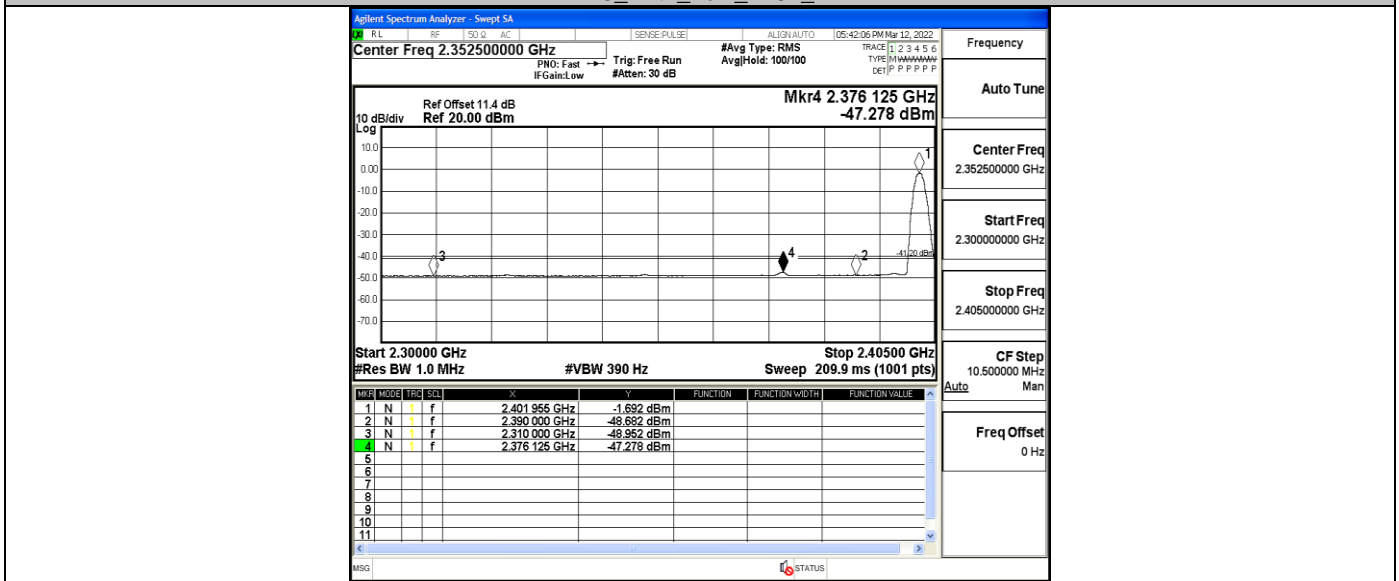 Agilent Spectrum Analyzer - Swept SA
LXI RL RF 50 Ω AC SENSE:PULSE ALIGN AUTO 05:42:06 PM Mar 12, 2022
Center Freq 2.352500000 GHz
PNO: Fast
IFGain:Low
Trig: Free Run
#Atten: 30 dB
#Avg Type: RMS
Avg|Hold: 100/100
TRACE 1 2 3 4 5 6
TYPE M WWWWW
DET P P P P P P
Ref Offset 11.4 dB
10 dB/div Ref 20.00 dBm
Log
Mkr4 2.376 125 GHz
-47.278 dBm
10.0
0.00
-10.0
-20.0
-30.0
-40.0
-50.0
-60.0
-70.0
1
3
4
2
-41.20 dBm
Start 2.30000 GHz Stop 2.40500 GHz
#Res BW 1.0 MHz #VBW 390 Hz Sweep 209.9 ms (1001 pts)
MKR MODE TRC SCL X Y FUNCTION FUNCTION WIDTH FUNCTION VALUE
1 N 1 f 2.401 955 GHz -1.692 dBm
2 N 1 f 2.390 000 GHz -48.682 dBm
3 N 1 f 2.310 000 GHz -48.952 dBm
4 N 1 f 2.376 125 GHz -47.278 dBm
5
6
7
8
9
10
11
MSG STATUS
Frequency
Auto Tune
Center Freq
2.352500000 GHz
Start Freq
2.300000000 GHz
Stop Freq
2.405000000 GHz
CF Step
10.500000 MHz
Auto Man
Freq Offset
0 Hz